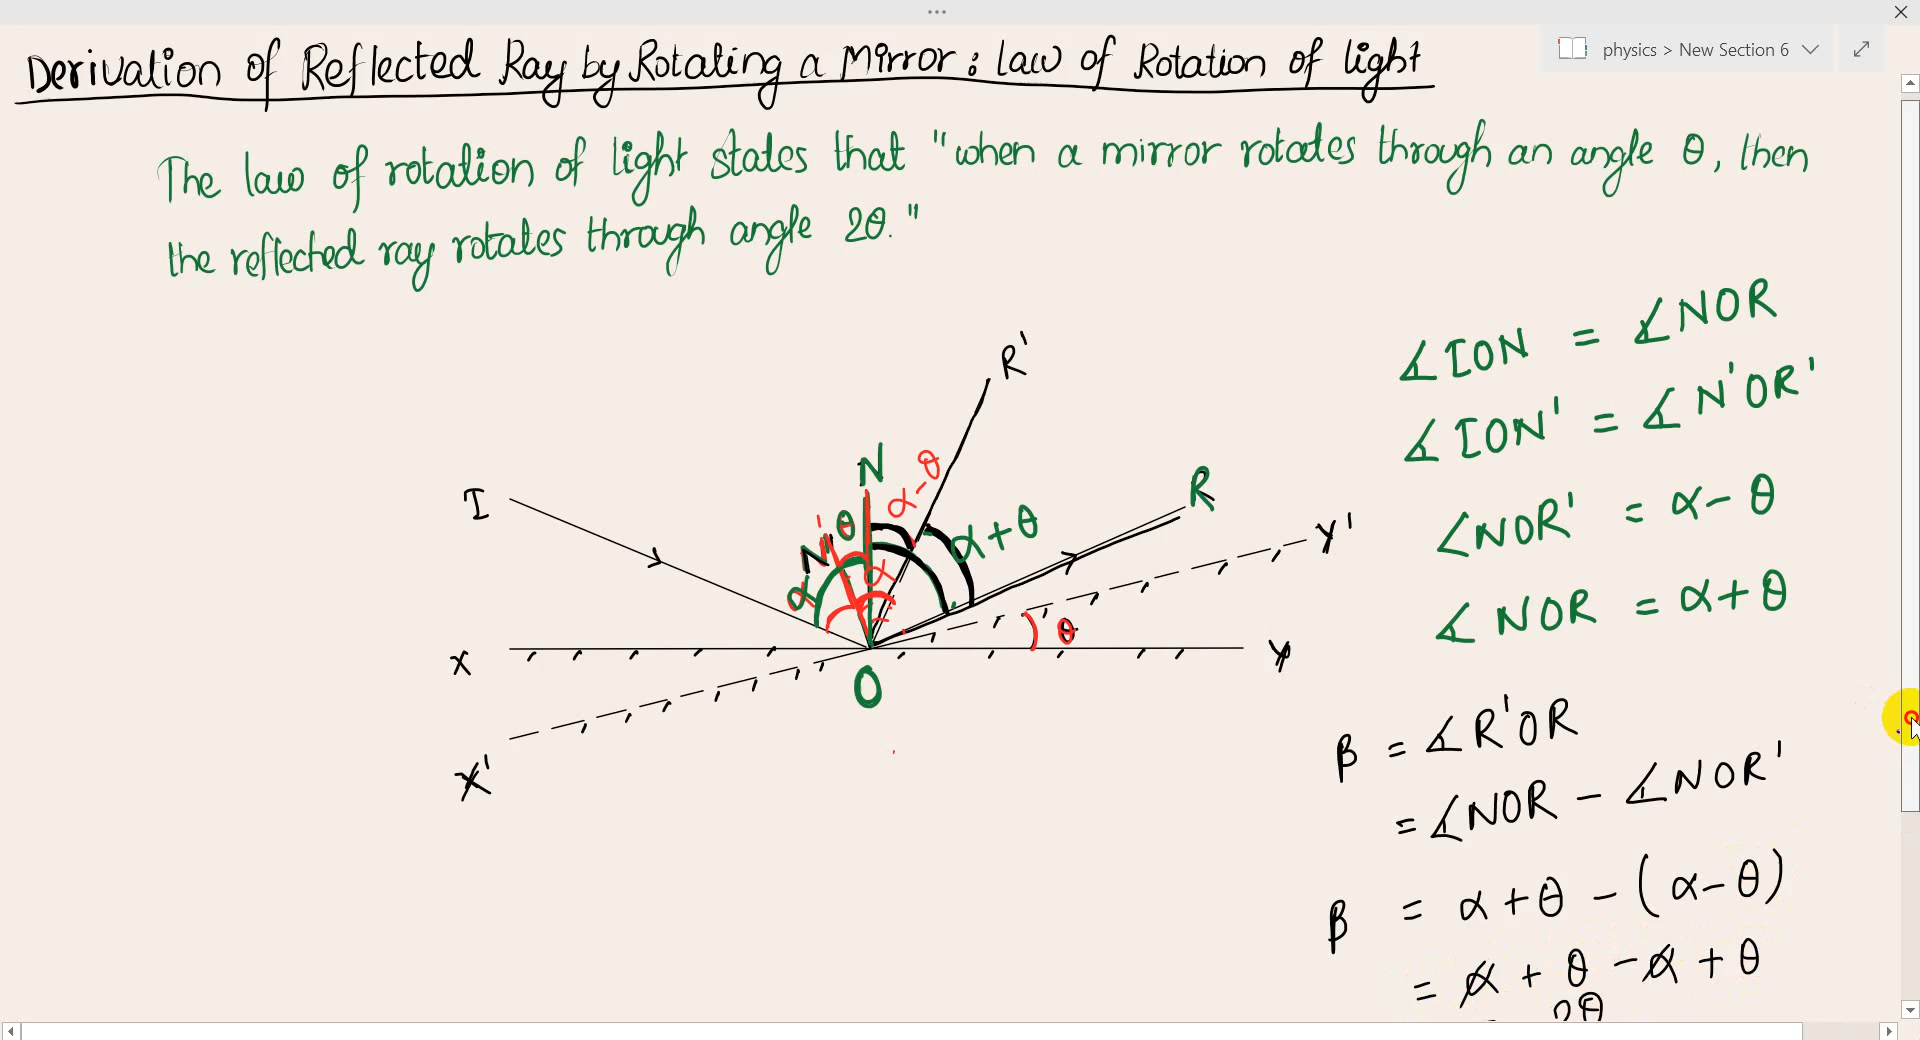 Derivation of Reflected Ray by Rotating a Mirror : Law of Rotation of light
physics > New Section 6
The law of rotation of light states that "when a mirror rotates through an angle θ, then
the reflected ray rotates through angle 2θ."
∡ION = ∡NOR
∡ION' = ∡N'OR'
∠NOR' = α - θ
∡NOR = α + θ
R'
N
α-θ
I
R
N'
θ
α+θ
Y'
α
α
θ
X
Y
O
X'
β = ∡R'OR
= ∡NOR - ∡NOR'
β = α + θ - (α - θ)
= α + θ - α + θ
2θ